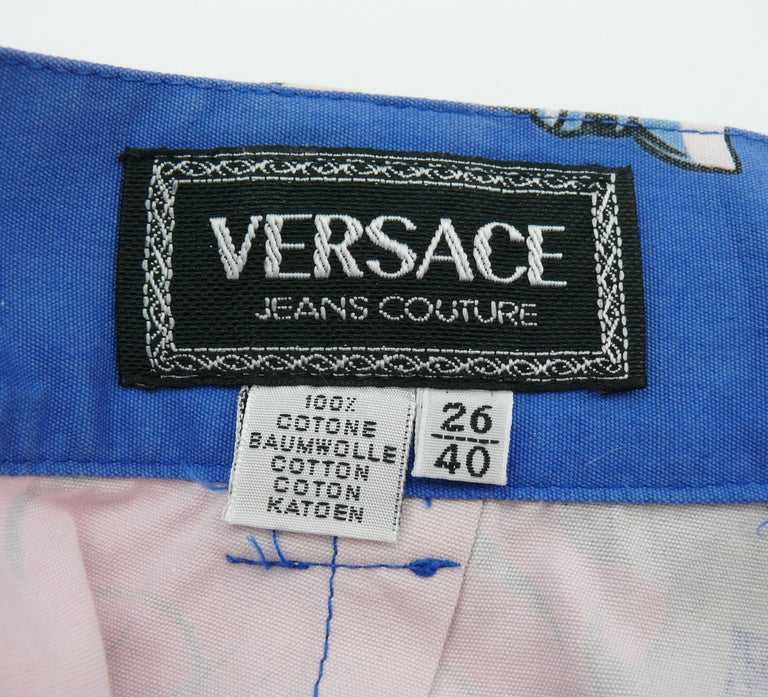 VERSACE
JEANS COUTURE
100%
COTONE
BAUMWOLLE
COTTON
COTON
KATOEN
26
40